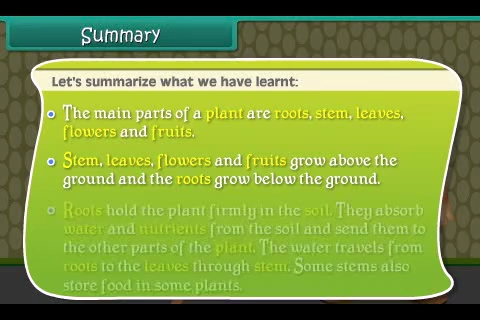 Summary
Let's summarize what we have learnt:
The main parts of a plant are roots, stem, leaves,
flowers and fruits.
Stem, leaves, flowers and fruits grow above the
ground and the roots grow below the ground.
Roots hold the plant firmly in the soil. They absorb
water and nutrients from the soil and send them to
the other parts of the plant. The water travels from
roots to the leaves through stem. Some stems also
store food in some plants.